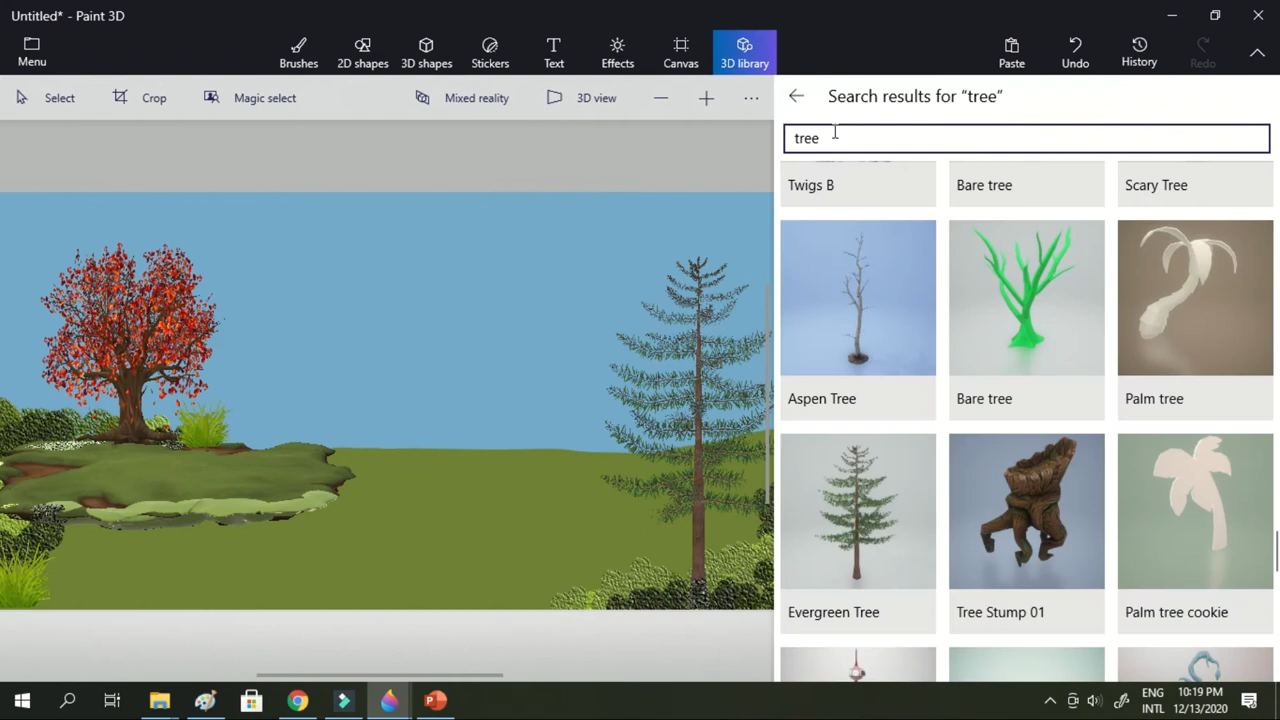 Untitled* - Paint 3D
Menu
Brushes
2D shapes
3D shapes
Stickers
Text
Effects
Canvas
3D library
Paste
Undo
History
Redo
Select
Crop
Magic select
Mixed reality
3D view
Search results for “tree”
tree
Twigs B
Bare tree
Scary Tree
Aspen Tree
Bare tree
Palm tree
Evergreen Tree
Tree Stump 01
Palm tree cookie
ENG
INTL
10:19 PM
12/13/2020